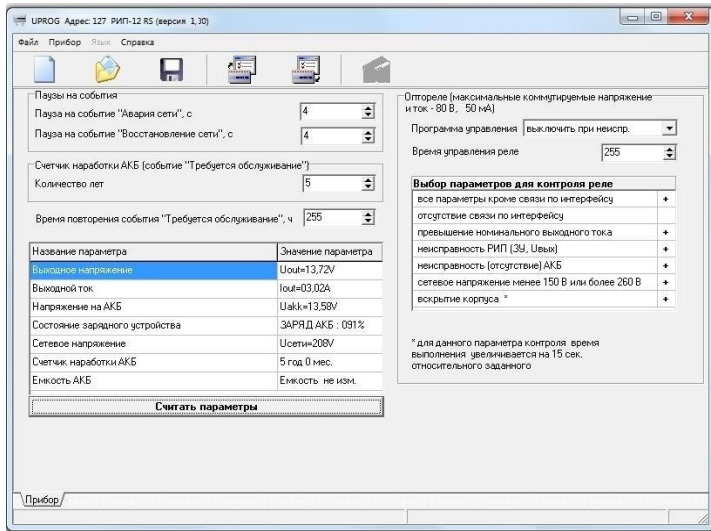 UPROG Адрес: 127 РИП-12 RS (версия 1,30)
Файл Прибор Язык Справка
Паузы на события
Пауза на событие "Авария сети", с 4
Пауза на событие "Восстановление сети", с 4
Счетчик наработки АКБ (событие "Требуется обслуживание")
Количество лет 5
Время повторения события "Требуется обслуживание", ч 255
Название параметра Значение параметра
Выходное напряжение Uout=13,72V
Выходной ток Iout=03,02A
Напряжение на АКБ Uakk=13,58V
Состояние зарядного устройства ЗАРЯД АКБ : 091%
Сетевое напряжение Uсети=208V
Счетчик наработки АКБ 5 год 0 мес.
Емкость АКБ Емкость не изм.
Считать параметры
Оптореле (максимальные коммутируемые напряжение
и ток - 80 В, 50 мА)
Программа управления выключить при неиспр.
Время управления реле 255
Выбор параметров для контроля реле
все параметры кроме связи по интерфейсу +
отсутствие связи по интерфейсу
превышение номинального выходного тока +
неисправность РИП (ЗУ, Uвых) +
неисправность (отсутствие) АКБ +
сетевое напряжение менее 150 В или более 260 В +
вскрытие корпуса * +
* для данного параметра контроля время
выполнения увеличивается на 15 сек.
относительного заданного
Прибор